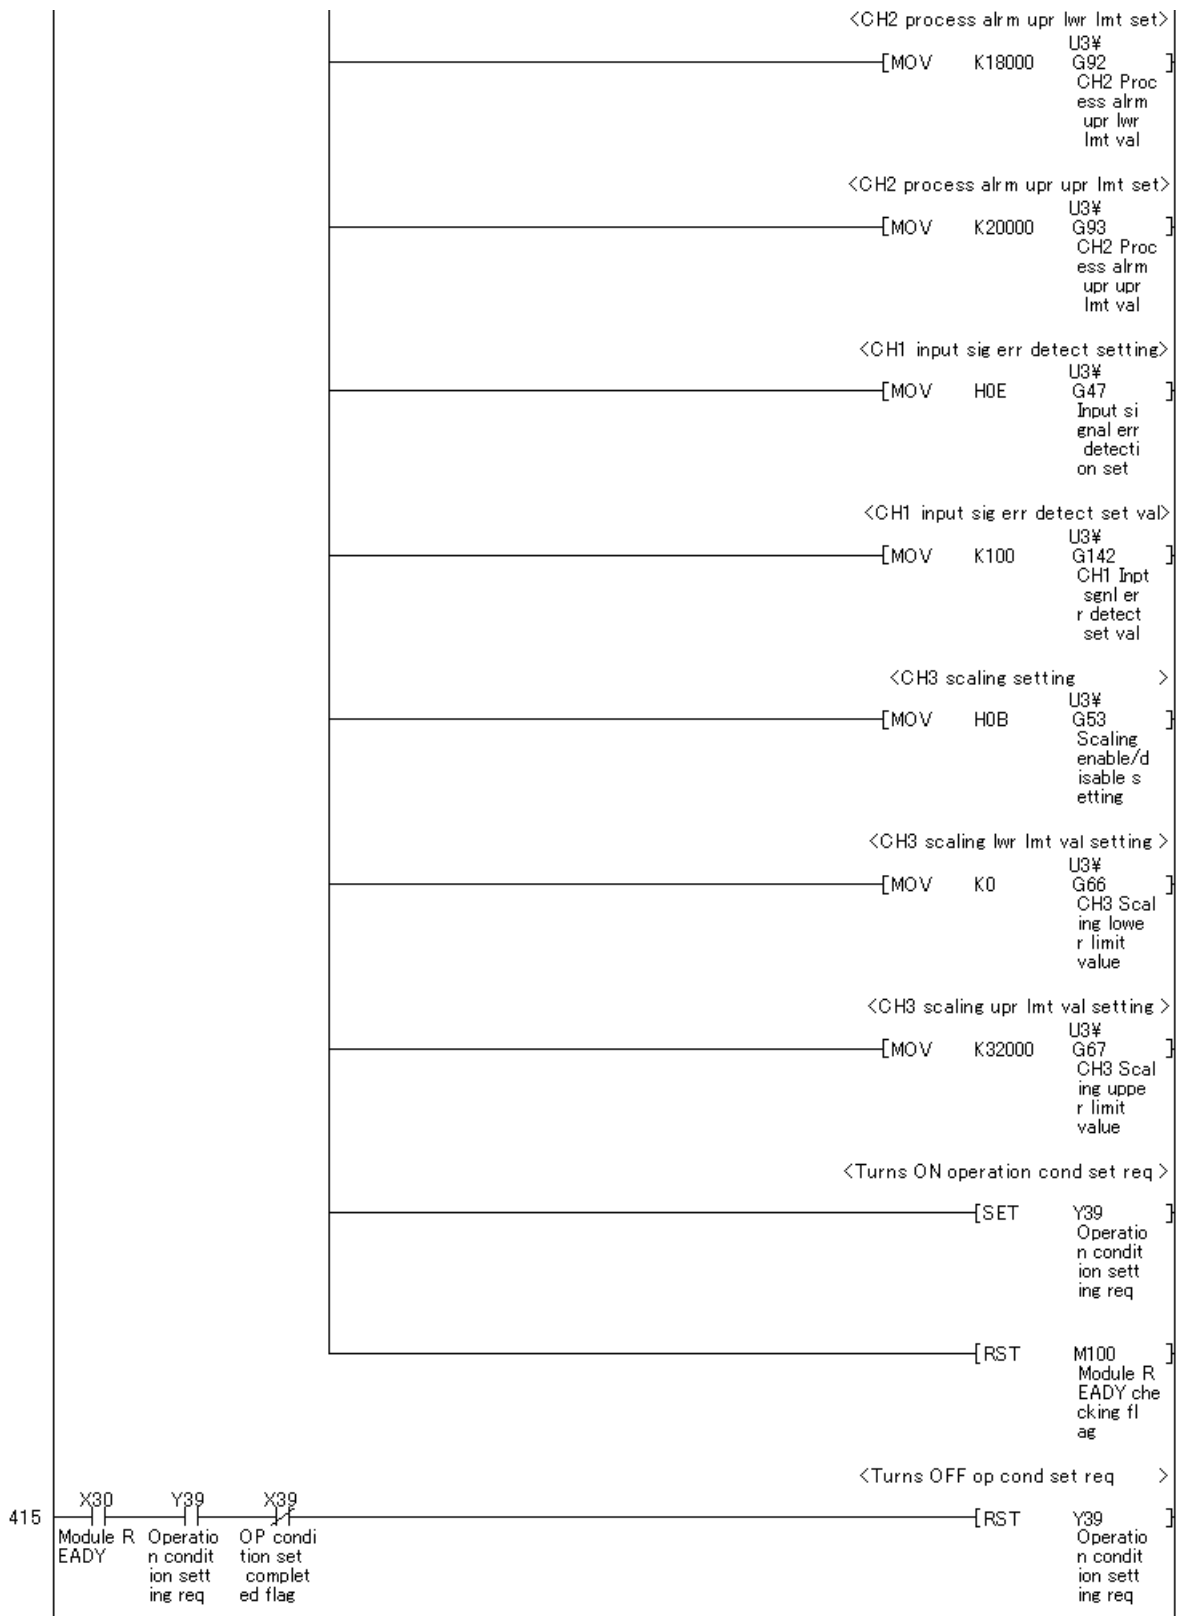 <CH2 process alrm upr lwr lmt set>
U3¥
[MOV K18000 G92 ]
CH2 Proc
ess alrm
upr lwr
lmt val
<CH2 process alrm upr upr lmt set>
U3¥
[MOV K20000 G93 ]
CH2 Proc
ess alrm
upr upr
lmt val
<CH1 input sig err detect setting>
U3¥
[MOV H0E G47 ]
Input si
gnal err
detecti
on set
<CH1 input sig err detect set val>
U3¥
[MOV K100 G142 ]
CH1 Inpt
sgnl er
r detect
set val
<CH3 scaling setting >
U3¥
[MOV H0B G53 ]
Scaling
enable/d
isable s
etting
<CH3 scaling lwr lmt val setting >
U3¥
[MOV K0 G66 ]
CH3 Scal
ing lowe
r limit
value
<CH3 scaling upr lmt val setting >
U3¥
[MOV K32000 G67 ]
CH3 Scal
ing uppe
r limit
value
<Turns ON operation cond set req >
[SET Y39 ]
Operatio
n condit
ion sett
ing req
[RST M100 ]
Module R
EADY che
cking fl
ag
<Turns OFF op cond set req >
X30 Y39 X39
415 [RST Y39 ]
Module R Operatio OP condi Operatio
EADY n condit tion set n condit
ion sett complet ion sett
ing req ed flag ing req